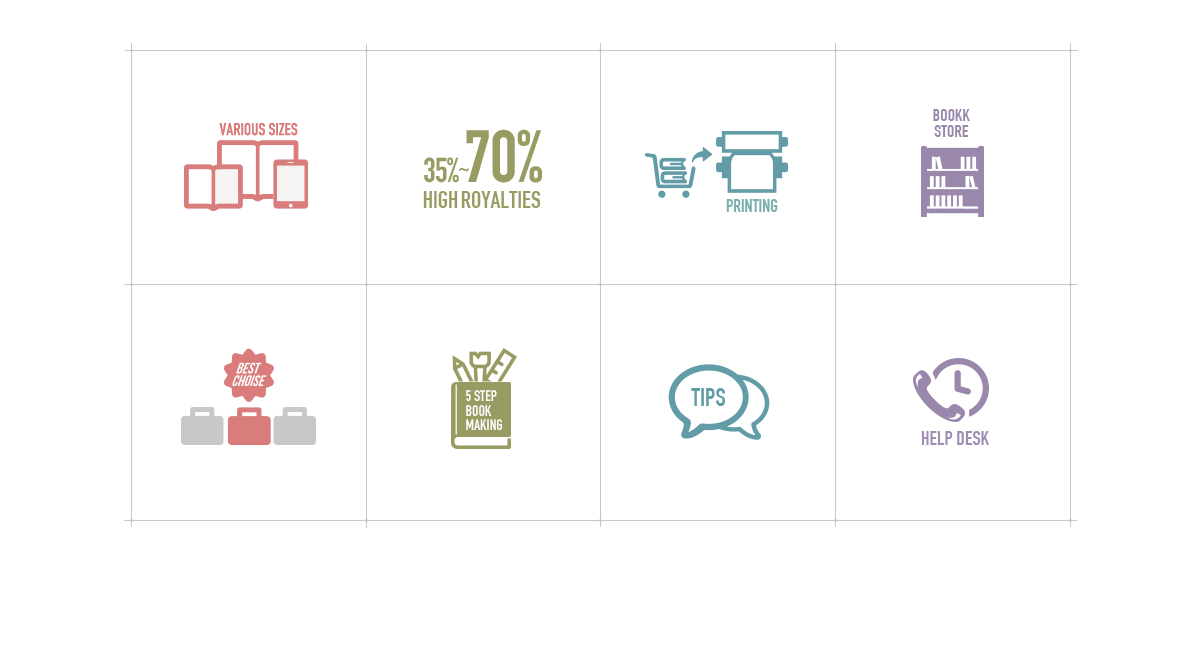 VARIOUS SIZES
35%~70%
HIGH ROYALTIES
PRINTING
BOOKK
STORE
BEST
CHOISE
5 STEP
BOOK
MAKING
TIPS
HELP DESK